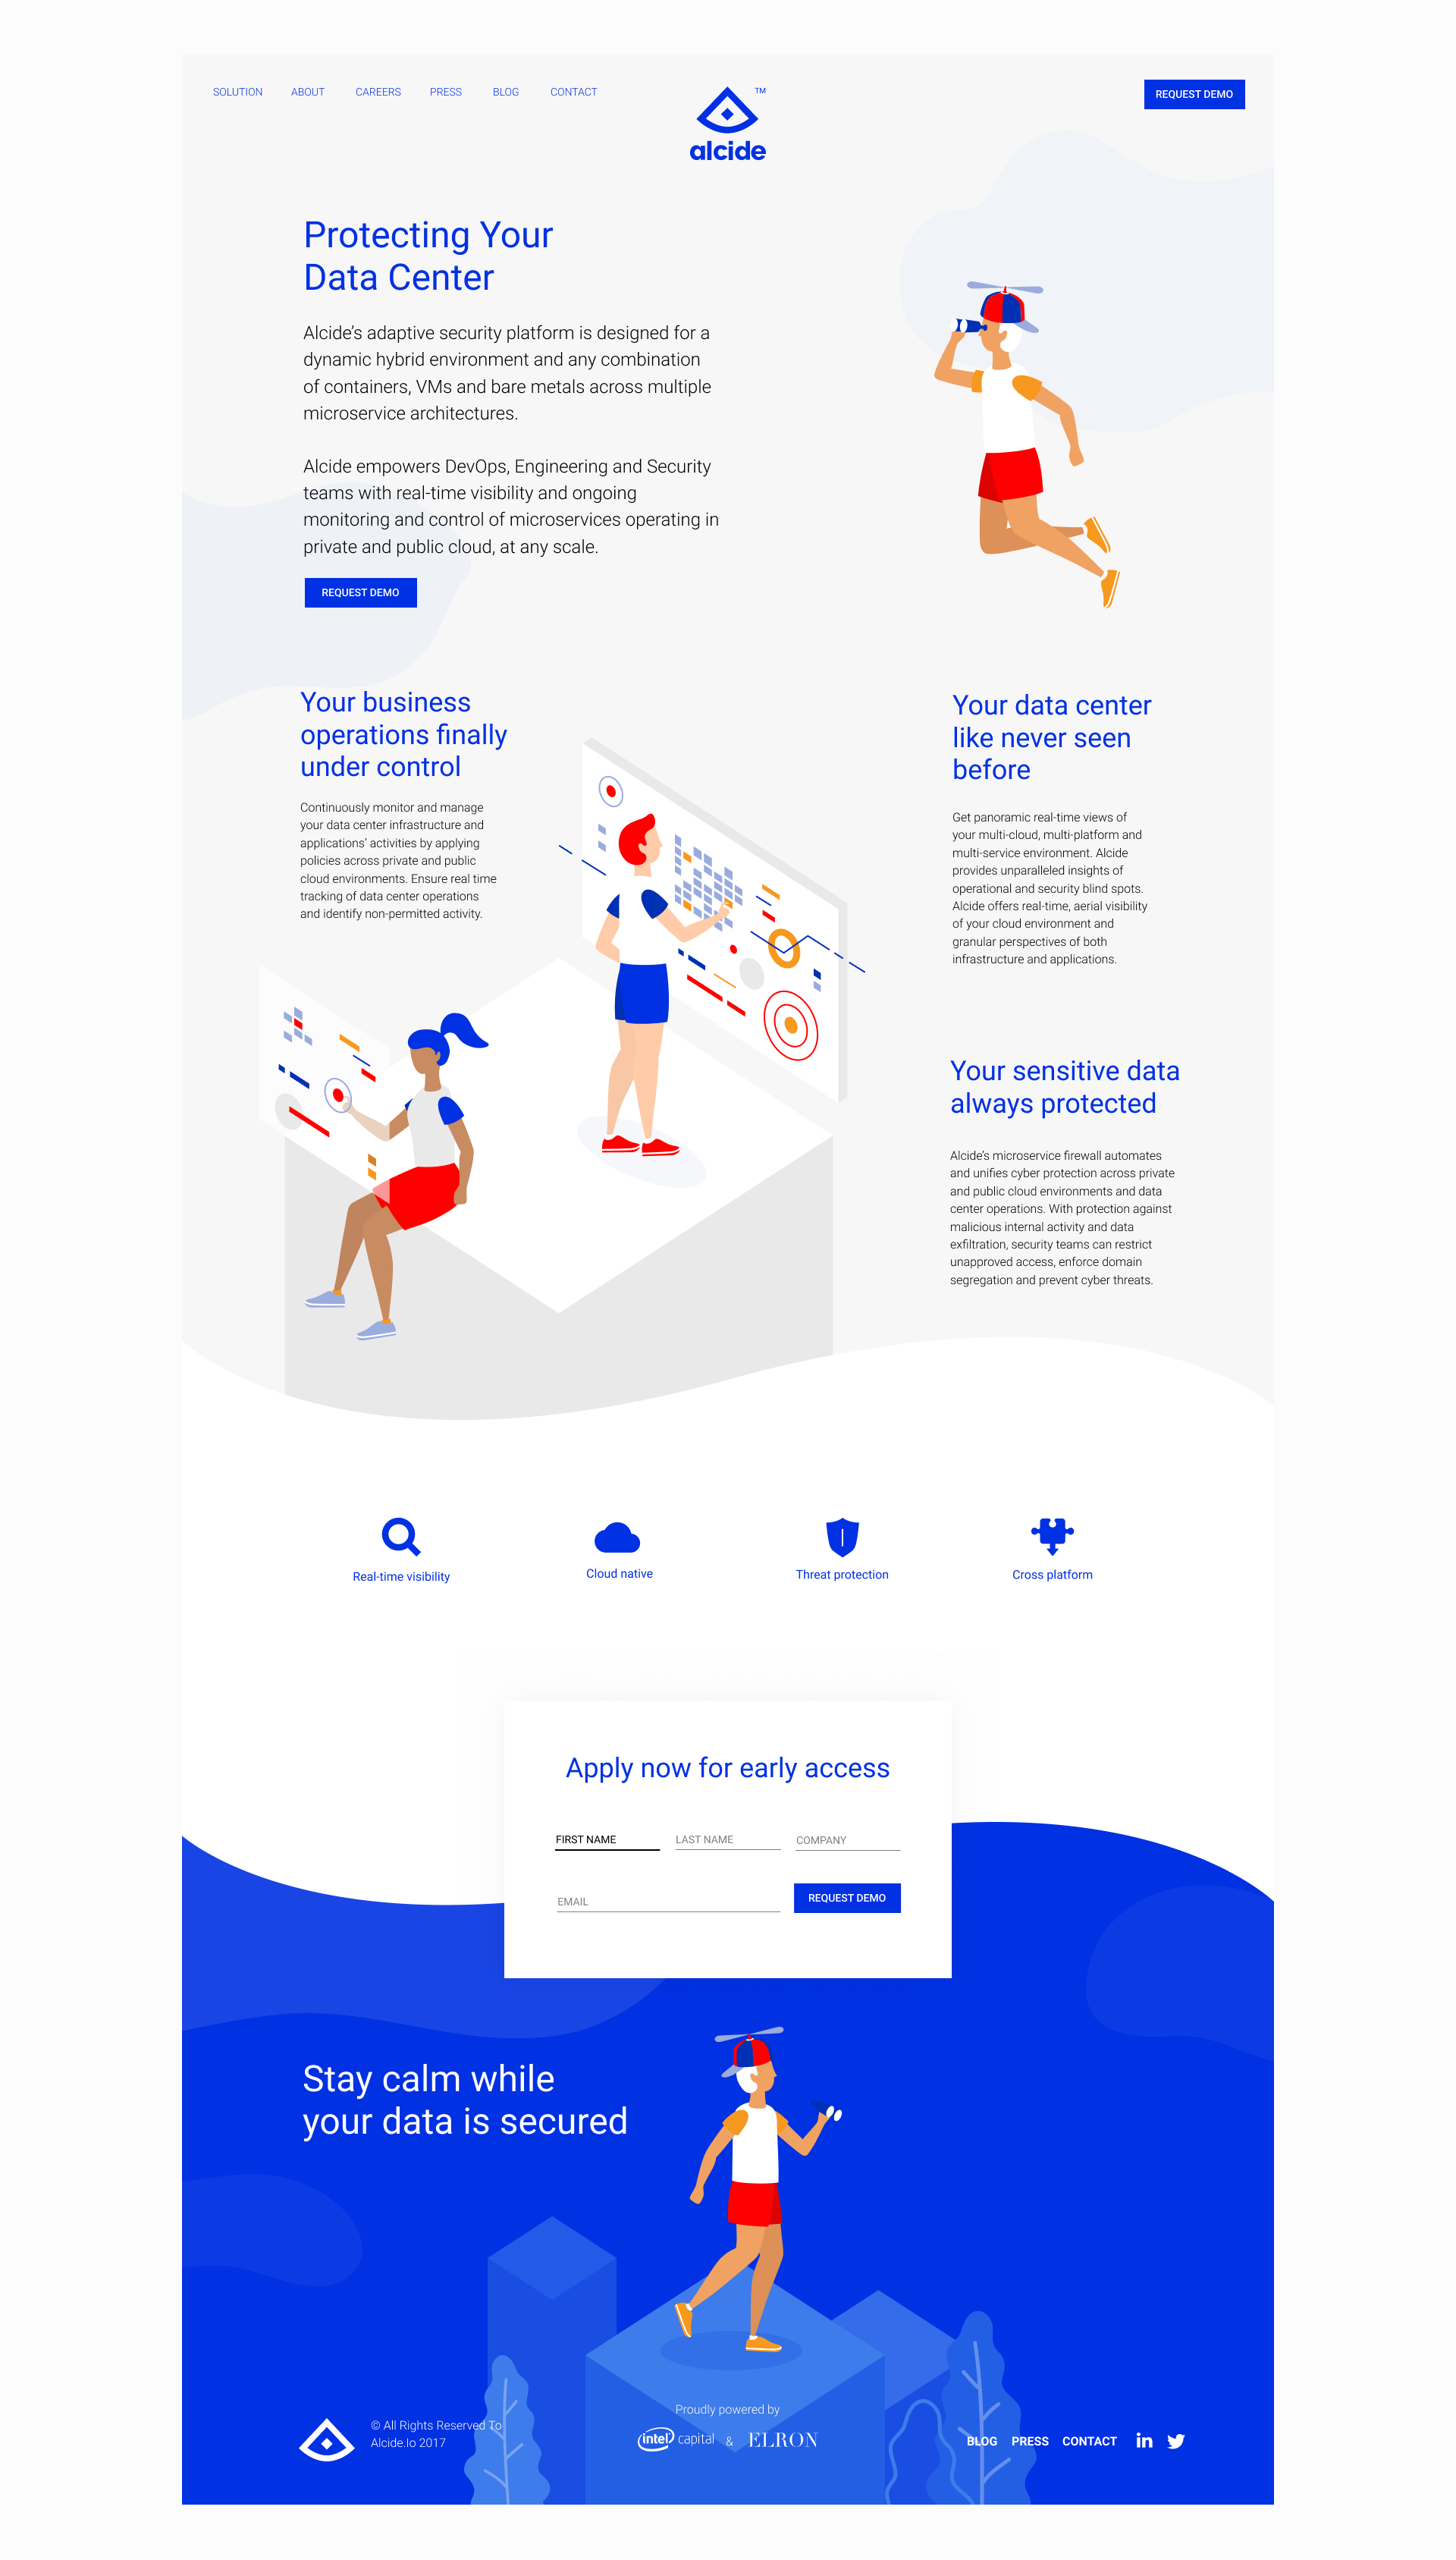 SOLUTION ABOUT CAREERS PRESS BLOG CONTACT
TM
alcide
REQUEST DEMO
Protecting Your
Data Center
Alcide’s adaptive security platform is designed for a
dynamic hybrid environment and any combination
of containers, VMs and bare metals across multiple
microservice architectures.
Alcide empowers DevOps, Engineering and Security
teams with real-time visibility and ongoing
monitoring and control of microservices operating in
private and public cloud, at any scale.
REQUEST DEMO
Your business
operations finally
under control
Continuously monitor and manage
your data center infrastructure and
applications’ activities by applying
policies across private and public
cloud environments. Ensure real time
tracking of data center operations
and identify non-permitted activity.
Your data center
like never seen
before
Get panoramic real-time views of
your multi-cloud, multi-platform and
multi-service environment. Alcide
provides unparalleled insights of
operational and security blind spots.
Alcide offers real-time, aerial visibility
of your cloud environment and
granular perspectives of both
infrastructure and applications.
Your sensitive data
always protected
Alcide’s microservice firewall automates
and unifies cyber protection across private
and public cloud environments and data
center operations. With protection against
malicious internal activity and data
exfiltration, security teams can restrict
unapproved access, enforce domain
segregation and prevent cyber threats.
Real-time visibility
Cloud native
Threat protection
Cross platform
Apply now for early access
FIRST NAME
LAST NAME
COMPANY
EMAIL
REQUEST DEMO
Stay calm while
your data is secured
© All Rights Reserved To
Alcide.Io 2017
Proudly powered by
intel capital & ELRON
BLOG PRESS CONTACT in